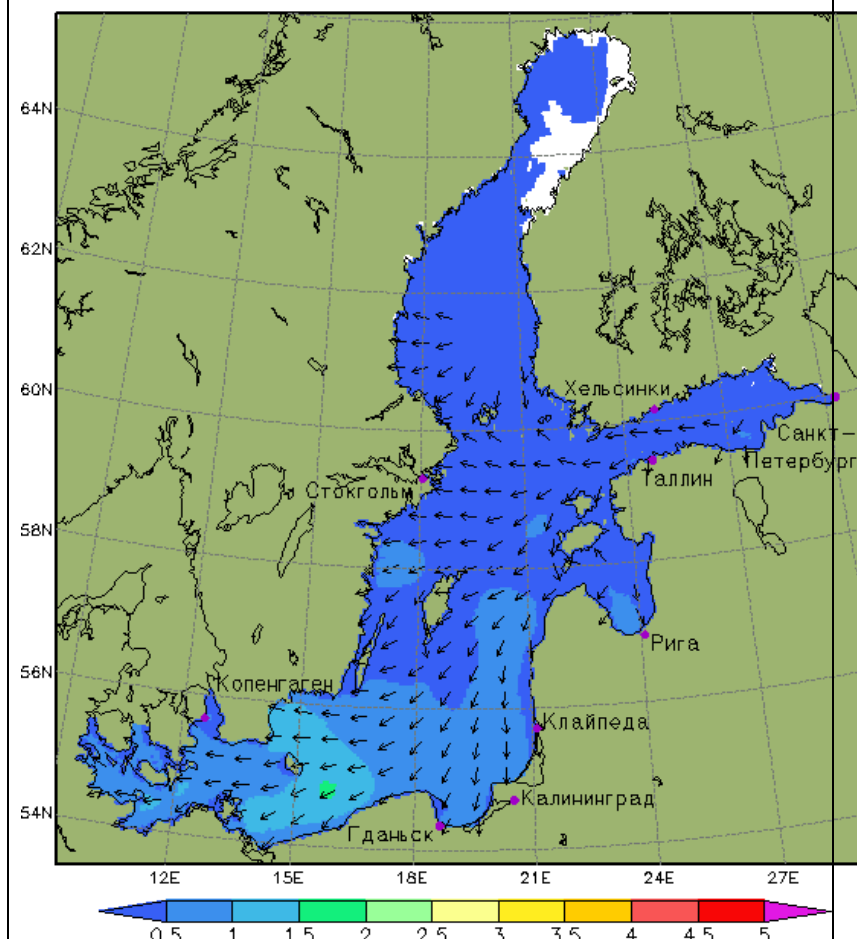 64N
62N
60N
58N
56N
54N
Хельсинки
Санкт-
Петербург
Таллин
Стокгольм
Рига
Копенгаген
Клайпеда
Калининград
Гданьск
12E 15E 18E 21E 24E 27E
0.5 1 1.5 2 2.5 3 3.5 4 4.5 5